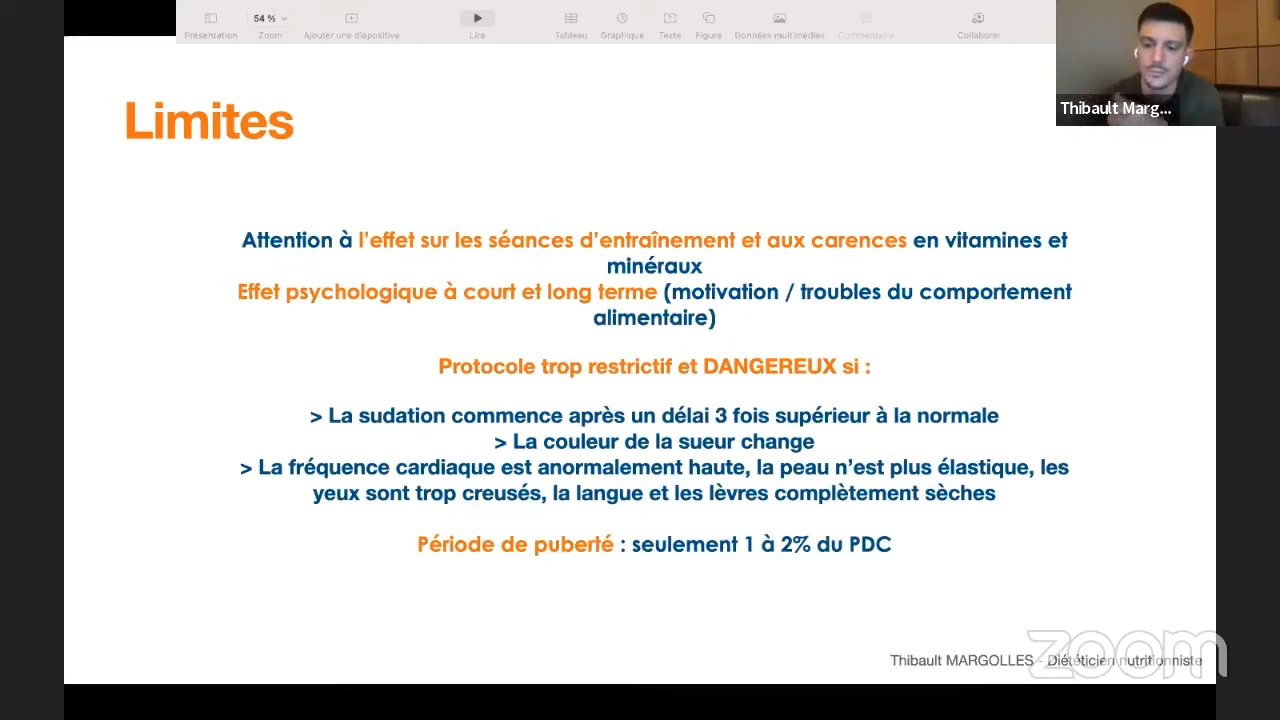 54 %
Présentation
Zoom
Ajouter une diapositive
Lire
Tableau
Graphique
Texte
Figure
Données multimédias
Commentaire
Collaborer
Thibault Marg...
Limites
Attention à l'effet sur les séances d'entraînement et aux carences en vitamines et
minéraux
Effet psychologique à court et long terme (motivation / troubles du comportement
alimentaire)
Protocole trop restrictif et DANGEREUX si :
> La sudation commence après un délai 3 fois supérieur à la normale
> La couleur de la sueur change
> La fréquence cardiaque est anormalement haute, la peau n'est plus élastique, les
yeux sont trop creusés, la langue et les lèvres complètement sèches
Période de puberté : seulement 1 à 2% du PDC
Thibault MARGOLLES - Diététicien nutritionniste
zoom